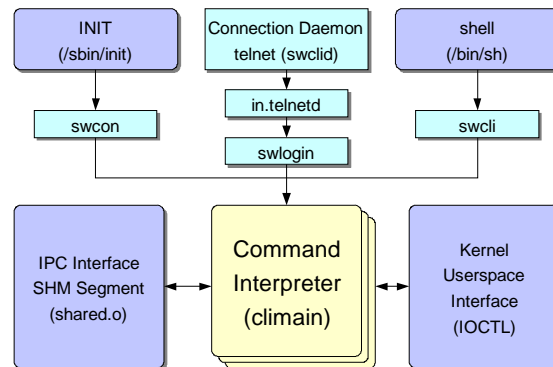 INIT
(/sbin/init)
Connection Daemon
telnet (swclid)
shell
(/bin/sh)
in.telnetd
swcon
swlogin
swcli
IPC Interface
SHM Segment
(shared.o)
Command
Interpreter
(climain)
Kernel
Userspace
Interface
(IOCTL)